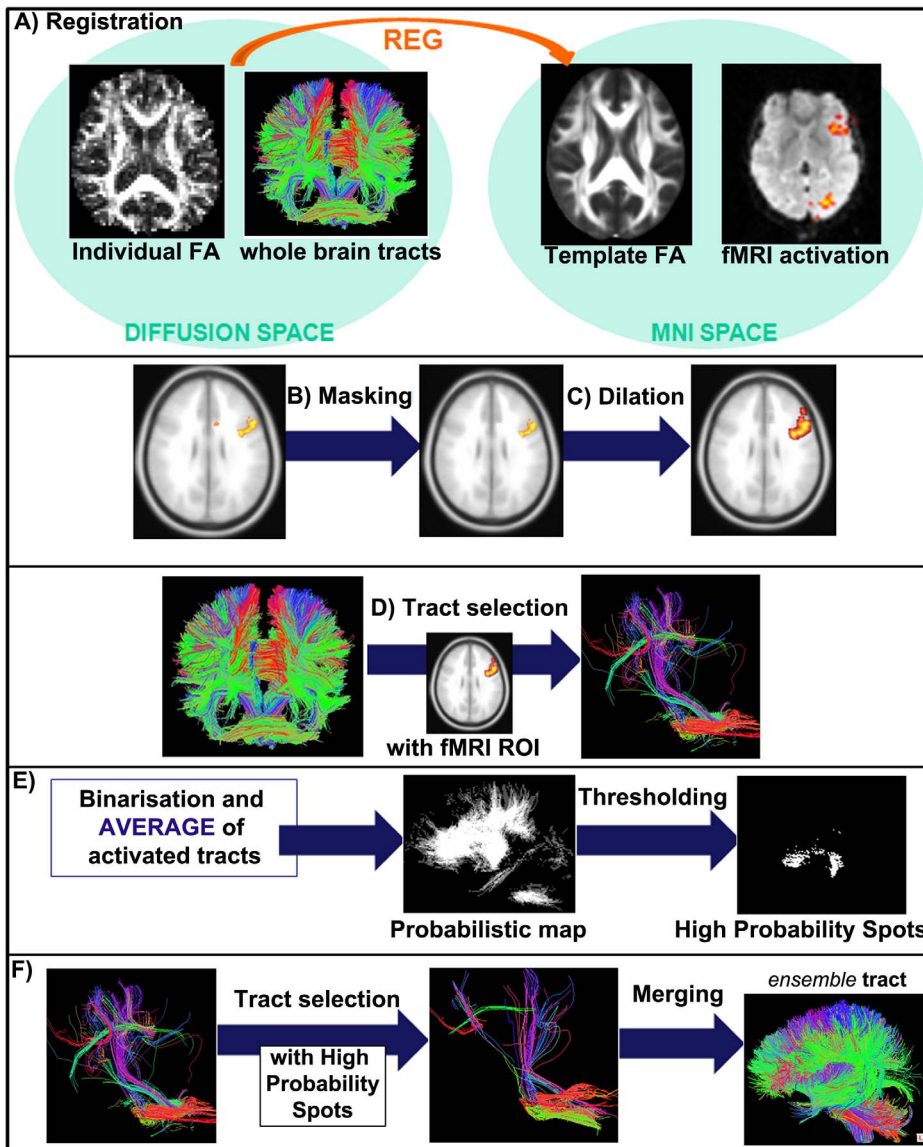 A) Registration
REG
Individual FA
whole brain tracts
Template FA
fMRI activation
DIFFUSION SPACE
MNI SPACE
B) Masking
C) Dilation
D) Tract selection
with fMRI ROI
E)
Binarisation and
AVERAGE of
activated tracts
Thresholding
Probabilistic map
High Probability Spots
F)
Tract selection
with High
Probability
Spots
Merging
ensemble tract